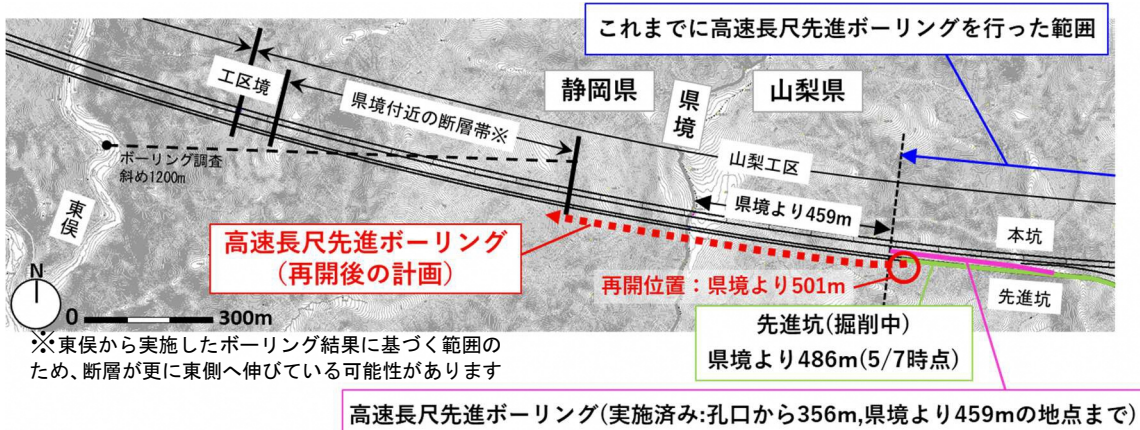 これまでに高速長尺先進ボーリングを行った範囲
工区境
県境付近の断層帯※
静岡県
県境
山梨県
ボーリング調査
斜め1200m
山梨工区
県境より459m
東俣
高速長尺先進ボーリング
(再開後の計画)
本坑
再開位置：県境より501m
先進坑
N
0 300m
先進坑(掘削中)
県境より486m(5/7時点)
※東俣から実施したボーリング結果に基づく範囲の
ため、断層が更に東側へ伸びている可能性があります
高速長尺先進ボーリング(実施済み:孔口から356m,県境より459mの地点まで)